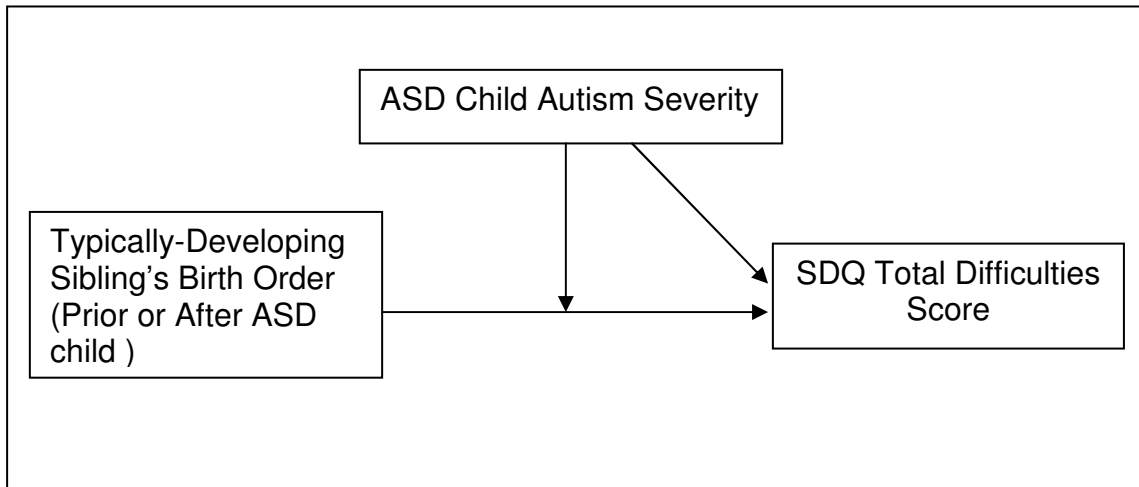 ASD Child Autism Severity
Typically-Developing
Sibling’s Birth Order
(Prior or After ASD
child )
SDQ Total Difficulties
Score